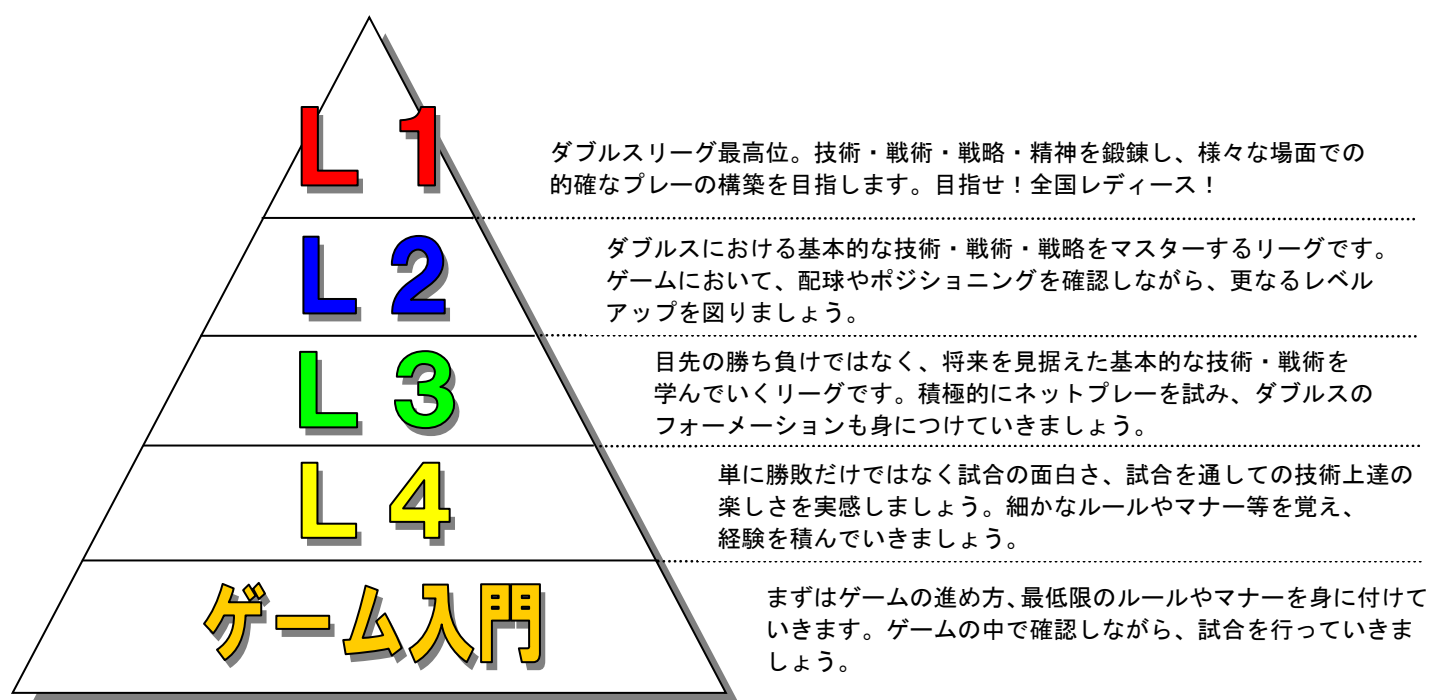 L 1
ダブルスリーグ最高位。技術・戦術・戦略・精神を鍛錬し、様々な場面での
的確なプレーの構築を目指します。目指せ！全国レディース！
L 2
ダブルスにおける基本的な技術・戦術・戦略をマスターするリーグです。
ゲームにおいて、配球やポジショニングを確認しながら、更なるレベル
アップを図りましょう。
L 3
目先の勝ち負けではなく、将来を見据えた基本的な技術・戦術を
学んでいくリーグです。積極的にネットプレーを試み、ダブルスの
フォーメーションも身につけていきましょう。
L 4
単に勝敗だけではなく試合の面白さ、試合を通しての技術上達の
楽しさを実感しましょう。細かなルールやマナー等を覚え、
経験を積んでいきましょう。
ゲーム入門
まずはゲームの進め方、最低限のルールやマナーを身に付けて
いきます。ゲームの中で確認しながら、試合を行っていきま
しょう。